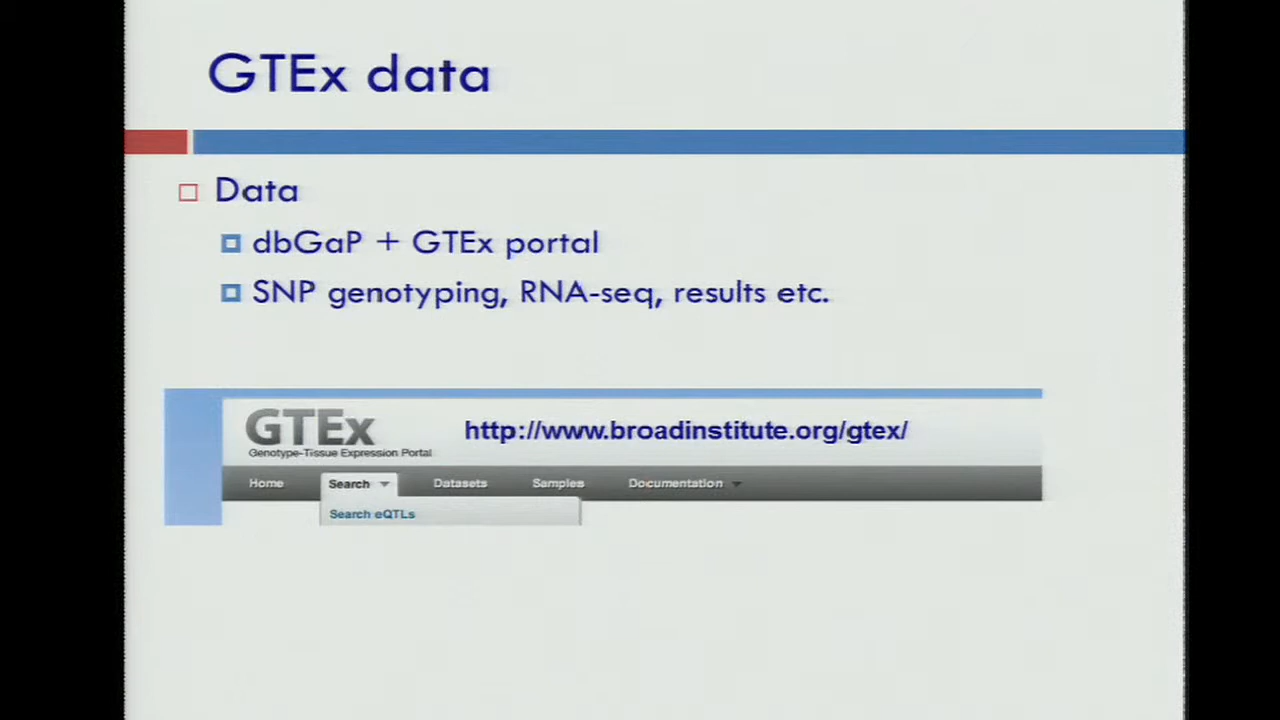 GTEx data
Data
dbGaP + GTEx portal
SNP genotyping, RNA-seq, results etc.
GTEx
http://www.broadinstitute.org/gtex/
Genotype-Tissue Expression Portal
Home Search Datasets Samples Documentation
Search eQTLs